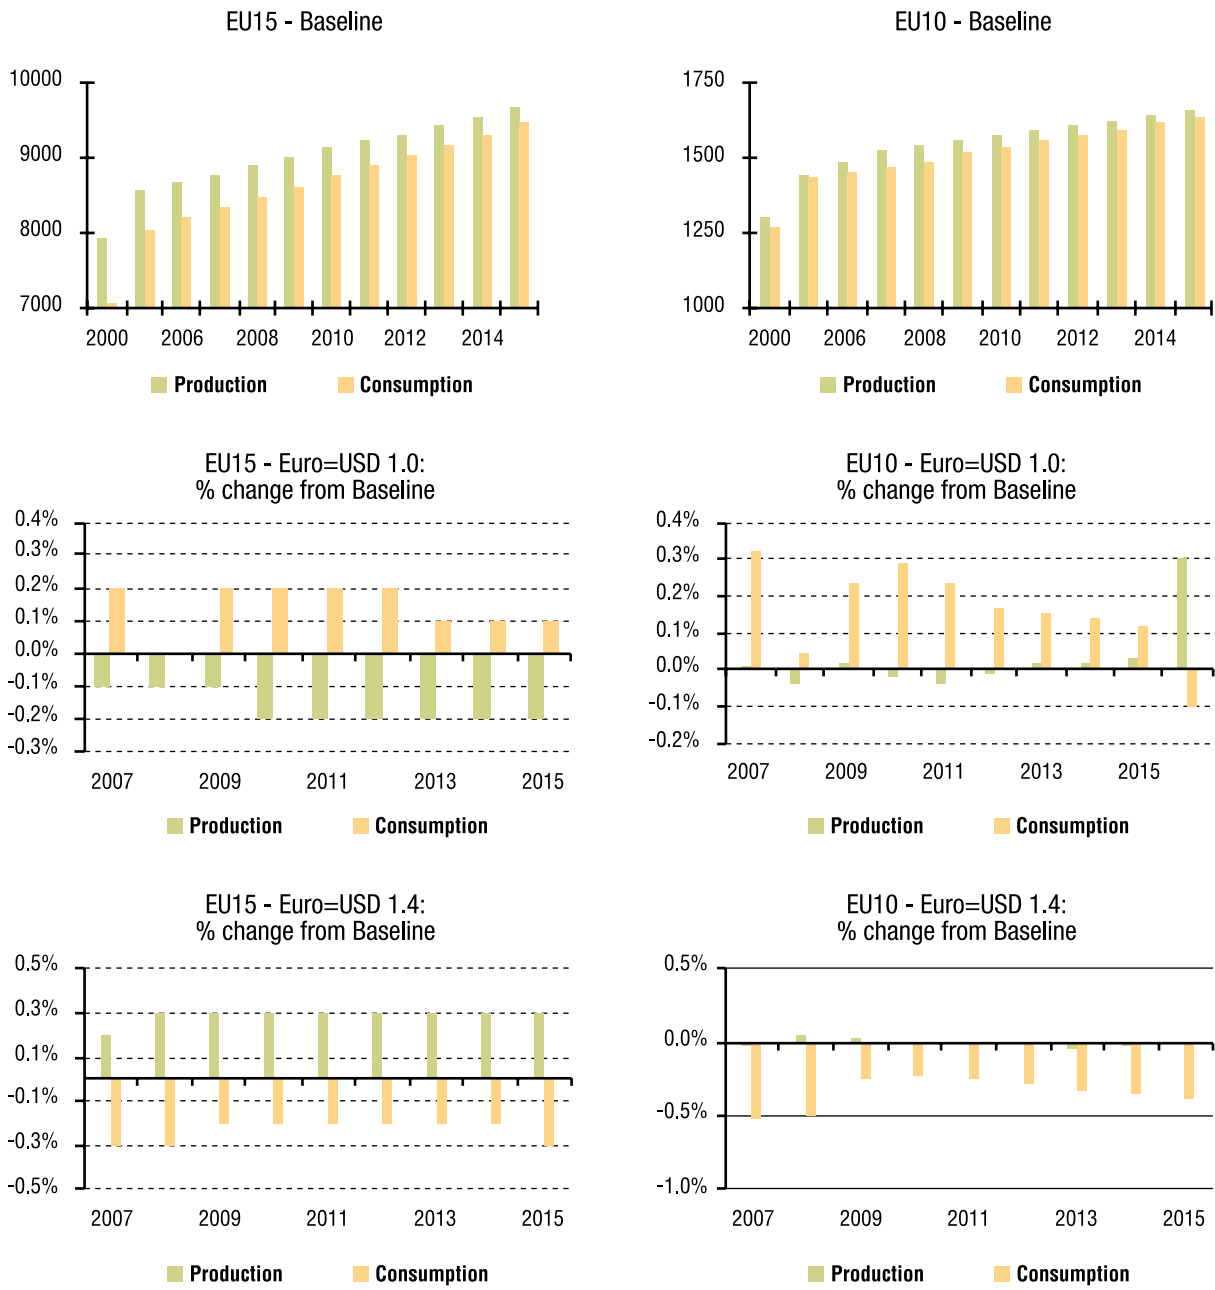 EU15 - Baseline
10000
9000
8000
7000
2000 2006 2008 2010 2012 2014
Production Consumption
EU10 - Baseline
1750
1500
1250
1000
2000 2006 2008 2010 2012 2014
Production Consumption
EU15 - Euro=USD 1.0:
% change from Baseline
0.4%
0.3%
0.2%
0.1%
0.0%
-0.1%
-0.2%
-0.3%
2007 2009 2011 2013 2015
Production Consumption
EU10 - Euro=USD 1.0:
% change from Baseline
0.4%
0.3%
0.2%
0.1%
0.0%
-0.1%
-0.2%
2007 2009 2011 2013 2015
Production Consumption
EU15 - Euro=USD 1.4:
% change from Baseline
0.5%
0.3%
0.1%
-0.1%
-0.3%
-0.5%
2007 2009 2011 2013 2015
Production Consumption
EU10 - Euro=USD 1.4:
% change from Baseline
0.5%
0.0%
-0.5%
-1.0%
2007 2009 2011 2013 2015
Production Consumption